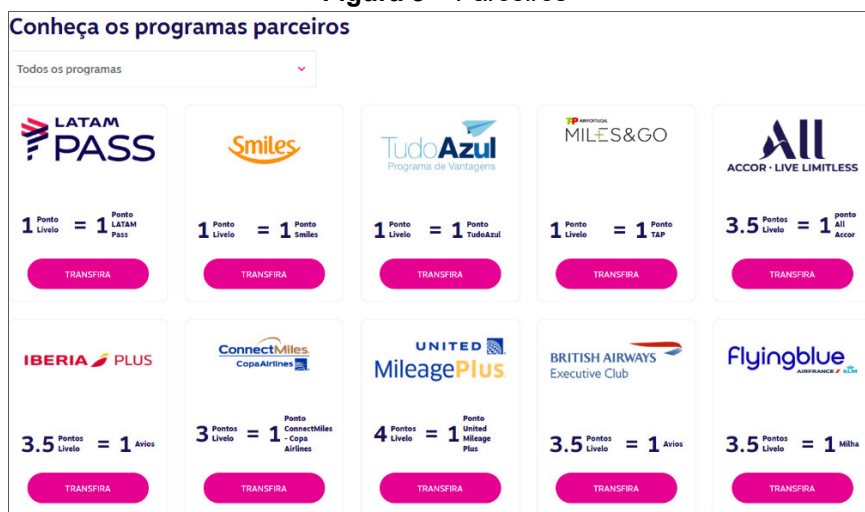 Conheça os programas parceiros
Todos os programas
LATAM
PASS
1 Ponto Livelo = 1 Ponto LATAM Pass
TRANSFIRA
Smiles
1 Ponto Livelo = 1 Ponto Smiles
TRANSFIRA
TudoAzul
Programa de Vantagens
1 Ponto Livelo = 1 Ponto TudoAzul
TRANSFIRA
TP AIRPORTUGAL
MILES&GO
1 Ponto Livelo = 1 Ponto TAP
TRANSFIRA
All
ACCOR · LIVE LIMITLESS
3.5 Pontos Livelo = 1 ponto All Accor
TRANSFIRA
IBERIA PLUS
3.5 Pontos Livelo = 1 Avios
TRANSFIRA
ConnectMiles
CopaAirlines
3 Pontos Livelo = 1 Ponto ConnectMiles - Copa Airlines
TRANSFIRA
UNITED
MileagePlus
4 Pontos Livelo = 1 Ponto United Mileage Plus
TRANSFIRA
BRITISH AIRWAYS
Executive Club
3.5 Pontos Livelo = 1 Avios
TRANSFIRA
Flyingblue
AIRFRANCE KLM
3.5 Pontos Livelo = 1 Milha
TRANSFIRA